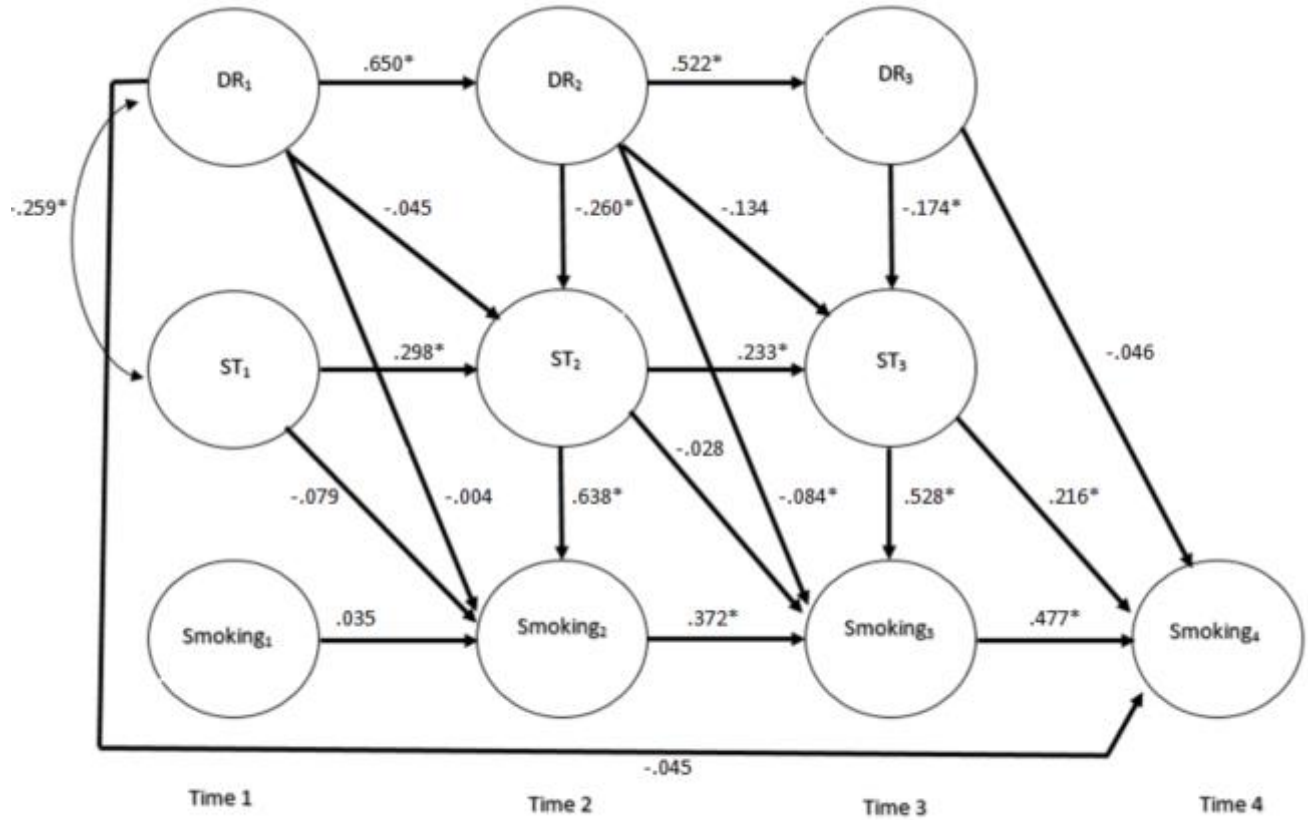 DR₁
.650*
DR₂
.522*
DR₃
-.259*
-.045
-.260*
-.134
-.174*
ST₁
.298*
ST₂
.233*
ST₃
-.046
-.079
-.004
.638*
-.028
-.084*
.528*
.216*
Smoking₁
.035
Smoking₂
.372*
Smoking₃
.477*
Smoking₄
-.045
Time 1
Time 2
Time 3
Time 4